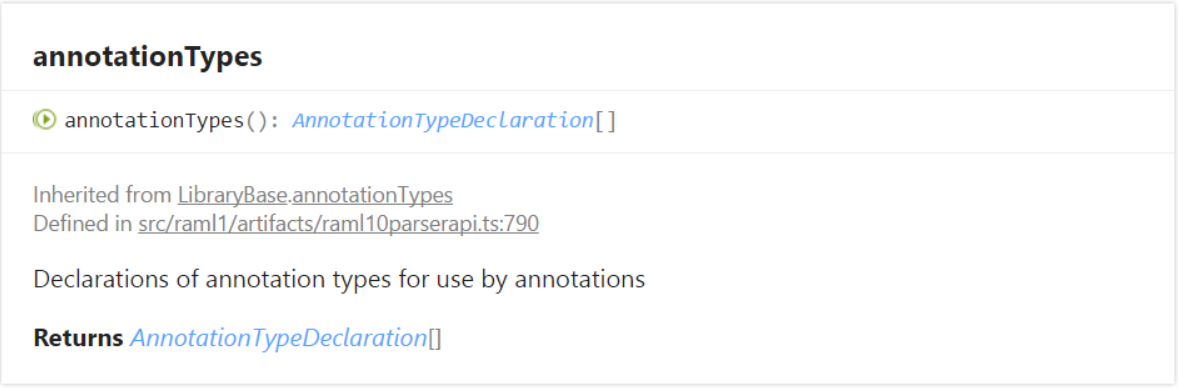 annotationTypes
annotationTypes(): AnnotationTypeDeclaration[]
Inherited from LibraryBase.annotationTypes
Defined in src/raml1/artifacts/raml10parserapi.ts:790
Declarations of annotation types for use by annotations
Returns AnnotationTypeDeclaration[]